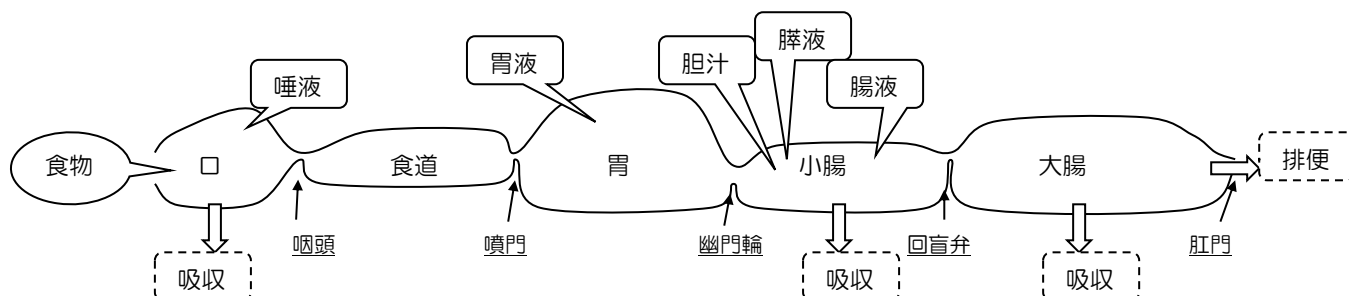 膵液
胃液
胆汁
唾液
腸液
食物
口
食道
胃
小腸
大腸
排便
咽頭
噴門
幽門輪
回盲弁
肛門
吸収
吸収
吸収